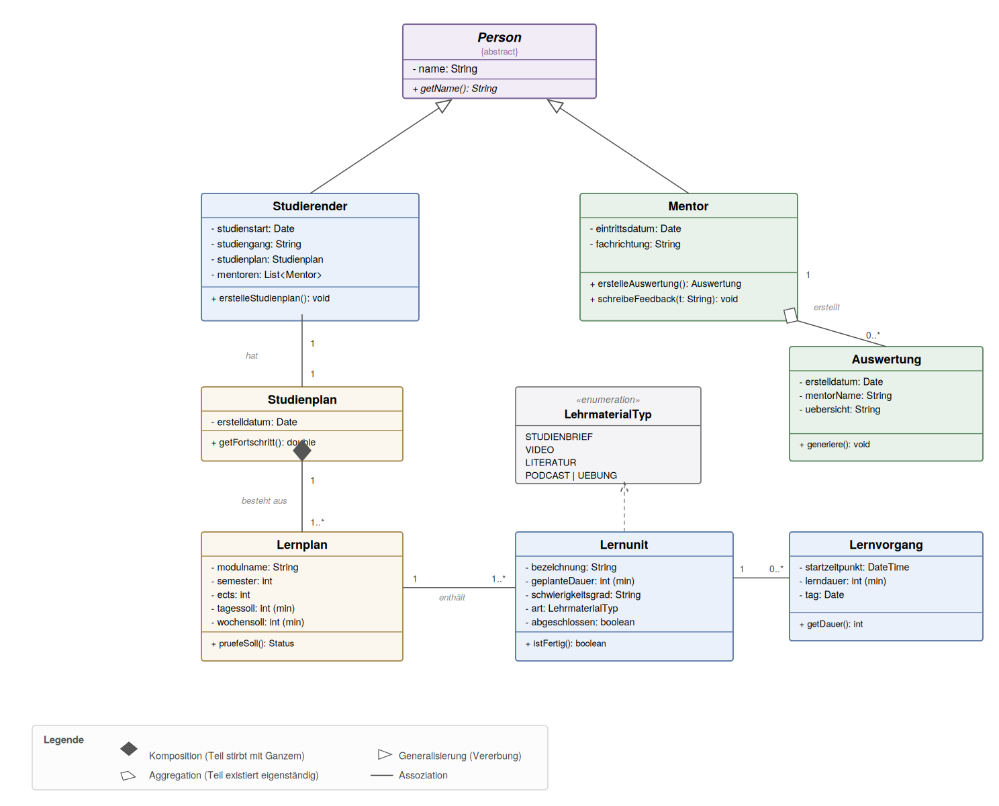 Person
{abstract}
- name: String
+ getName(): String
Studierender
- studienstart: Date
- studiengang: String
- studienplan: Studienplan
- mentoren: List<Mentor>
+ erstelleStudienplan(): void
Mentor
- eintrittsdatum: Date
- fachrichtung: String
+ erstelleAuswertung(): Auswertung
+ schreibeFeedback(t: String): void
1
erstellt
0..*
Auswertung
- erstelldatum: Date
- mentorName: String
- uebersicht: String
+ generiere(): void
1
hat
1
Studienplan
- erstelldatum: Date
+ getFortschritt(): double
«enumeration»
LehrmaterialTyp
STUDIENBRIEF
VIDEO
LITERATUR
PODCAST | UEBUNG
1
besteht aus
1..*
Lernplan
- modulname: String
- semester: int
- ects: int
- tagessoll: int (min)
- wochensoll: int (min)
+ pruefeSoll(): Status
1
1..*
enthält
Lernunit
- bezeichnung: String
- geplanteDauer: int (min)
- schwierigkeitsgrad: String
- art: LehrmaterialTyp
- abgeschlossen: boolean
+ istFertig(): boolean
1
0..*
Lernvorgang
- startzeitpunkt: DateTime
- lerndauer: int (min)
- tag: Date
+ getDauer(): int
Legende
Komposition (Teil stirbt mit Ganzem)
Generalisierung (Vererbung)
Aggregation (Teil existiert eigenständig)
Assoziation